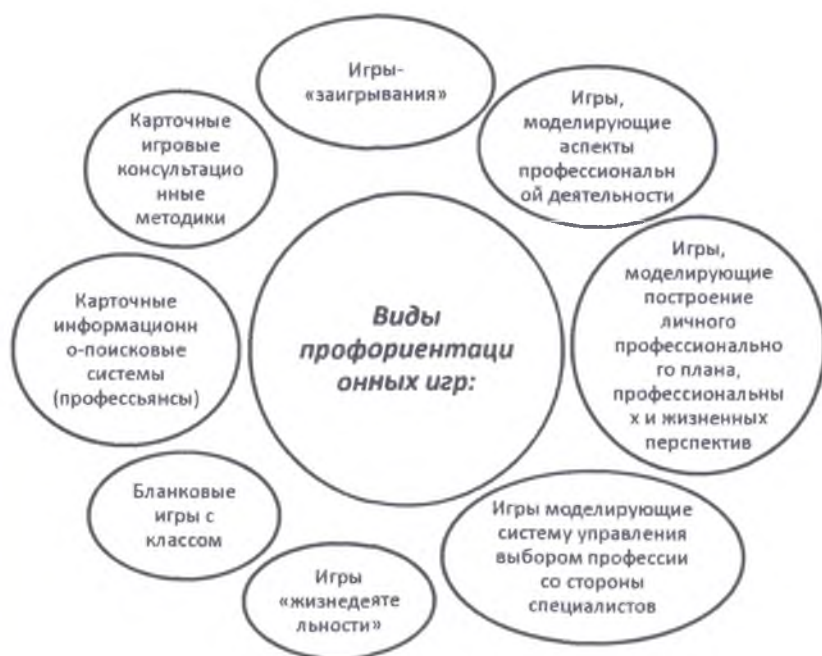 Игры-
«заигрывания»
Игры,
моделирующие
аспекты
профессиональн
ой деятельности
Игры,
моделирующие
построение
личного
профессионально
го плана,
профессиональны
х и жизненных
перспектив
Игры моделирующие
систему управления
выбором профессии
со стороны
специалистов
Игры
«жизнедеяте
льности»
Бланковые
игры с
классом
Карточные
информационн
о-поисковые
системы
(профессьянсы)
Карточные
игровые
консультацио
нные
методики
Виды
профориентаци
онных игр: